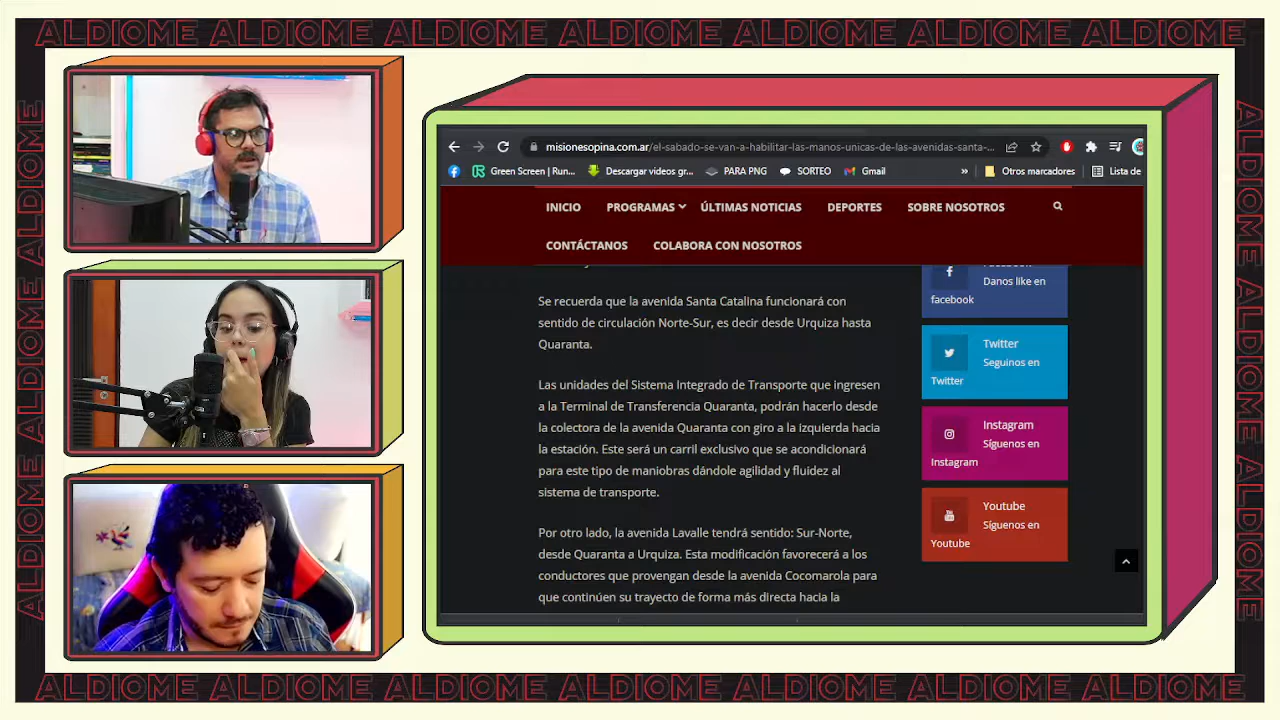 ALDIOME ALDIOME ALDIOME ALDIOME ALDIOME ALDIOME ALDIOME
misionesopina.com.ar/el-sabado-se-van-a-habilitar-las-manos-unicas-de-las-avenidas-santa-...
Green Screen | Run...
Descargar videos gr...
PARA PNG
SORTEO
Gmail
»
Otros marcadores
Lista de
INICIO
PROGRAMAS
ÚLTIMAS NOTICIAS
DEPORTES
SOBRE NOSOTROS
CONTÁCTANOS
COLABORA CON NOSOTROS
Se recuerda que la avenida Santa Catalina funcionará con
sentido de circulación Norte-Sur, es decir desde Urquiza hasta
Quaranta.
Las unidades del Sistema Integrado de Transporte que ingresen
a la Terminal de Transferencia Quaranta, podrán hacerlo desde
la colectora de la avenida Quaranta con giro a la izquierda hacia
la estación. Este será un carril exclusivo que se acondicionará
para este tipo de maniobras dándole agilidad y fluidez al
sistema de transporte.
Por otro lado, la avenida Lavalle tendrá sentido: Sur-Norte,
desde Quaranta a Urquiza. Esta modificación favorecerá a los
conductores que provengan desde la avenida Cocomarola para
que continúen su trayecto de forma más directa hacia la
Danos like en
facebook
Twitter
Seguinos en
Twitter
Instagram
Síguenos en
Instagram
Youtube
Síguenos en
Youtube
ALDIOME ALDIOME ALDIOME
ALDIOME ALDIOME ALDIOME
ALDIOME ALDIOME ALDIOME ALDIOME ALDIOME ALDIOME ALDIOME